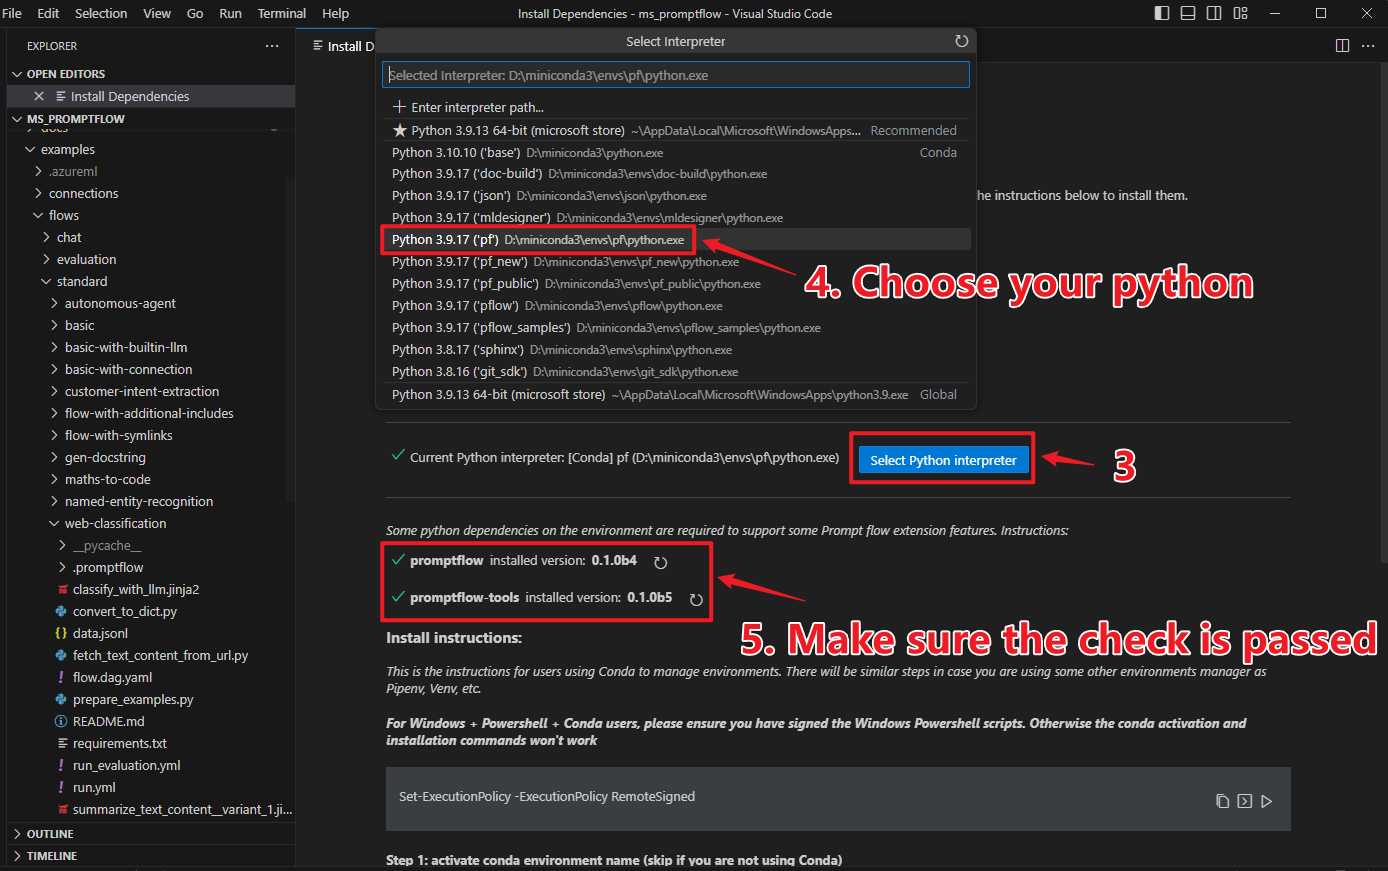 File Edit Selection View Go Run Terminal Help
Install Dependencies - ms_promptflow - Visual Studio Code
EXPLORER
OPEN EDITORS
Install Dependencies
MS_PROMPTFLOW
docs
examples
.azureml
connections
flows
chat
evaluation
standard
autonomous-agent
basic
basic-with-builtin-llm
basic-with-connection
customer-intent-extraction
flow-with-additional-includes
flow-with-symlinks
gen-docstring
maths-to-code
named-entity-recognition
web-classification
__pycache__
.promptflow
classify_with_llm.jinja2
convert_to_dict.py
data.jsonl
fetch_text_content_from_url.py
flow.dag.yaml
prepare_examples.py
README.md
requirements.txt
run_evaluation.yml
run.yml
summarize_text_content__variant_1.ji...
OUTLINE
TIMELINE
Install D
Select Interpreter
Selected Interpreter: D:\miniconda3\envs\pf\python.exe
Enter interpreter path...
Python 3.9.13 64-bit (microsoft store) ~\AppData\Local\Microsoft\WindowsApps... Recommended
Python 3.10.10 ('base') D:\miniconda3\python.exe Conda
Python 3.9.17 ('doc-build') D:\miniconda3\envs\doc-build\python.exe
Python 3.9.17 ('json') D:\miniconda3\envs\json\python.exe
he instructions below to install them.
Python 3.9.17 ('mldesigner') D:\miniconda3\envs\mldesigner\python.exe
Python 3.9.17 ('pf') D:\miniconda3\envs\pf\python.exe
Python 3.9.17 ('pf_new') D:\miniconda3\envs\pf_new\python.exe
Python 3.9.17 ('pf_public') D:\miniconda3\envs\pf_public\python.exe
4. Choose your python
Python 3.9.17 ('pflow') D:\miniconda3\envs\pflow\python.exe
Python 3.9.17 ('pflow_samples') D:\miniconda3\envs\pflow_samples\python.exe
Python 3.8.17 ('sphinx') D:\miniconda3\envs\sphinx\python.exe
Python 3.8.16 ('git_sdk') D:\miniconda3\envs\git_sdk\python.exe
Python 3.9.13 64-bit (microsoft store) ~\AppData\Local\Microsoft\WindowsApps\python3.9.exe Global
Current Python interpreter: [Conda] pf (D:\miniconda3\envs\pf\python.exe)
Select Python interpreter
3
Some python dependencies on the environment are required to support some Prompt flow extension features. Instructions:
promptflow installed version: 0.1.0b4
promptflow-tools installed version: 0.1.0b5
5. Make sure the check is passed
Install instructions:
This is the instructions for users using Conda to manage environments. There will be similar steps in case you are using some other environments manager as
Pipenv, Venv, etc.
For Windows + Powershell + Conda users, please ensure you have signed the Windows Powershell scripts. Otherwise the conda activation and
installation commands won't work
Set-ExecutionPolicy -ExecutionPolicy RemoteSigned
Step 1: activate conda environment name (skip if you are not using Conda)